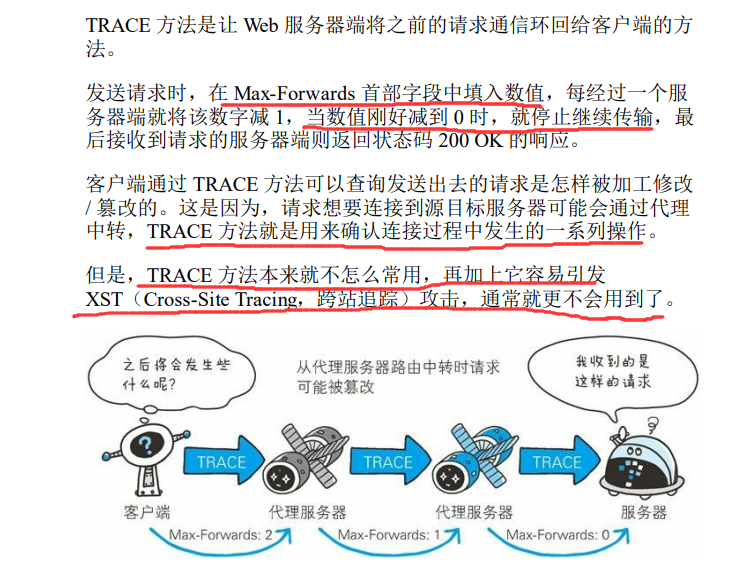 TRACE 方法是让 Web 服务器端将之前的请求通信环回给客户端的方
法。
发送请求时，在 Max-Forwards 首部字段中填入数值，每经过一个服
务器端就将该数字减 1，当数值刚好减到 0 时，就停止继续传输，最
后接收到请求的服务器端则返回状态码 200 OK 的响应。
客户端通过 TRACE 方法可以查询发送出去的请求是怎样被加工修改
/ 篡改的。这是因为，请求想要连接到源目标服务器可能会通过代理
中转，TRACE 方法就是用来确认连接过程中发生的一系列操作。
但是，TRACE 方法本来就不怎么常用，再加上它容易引发
XST（Cross-Site Tracing，跨站追踪）攻击，通常就更不会用到了。
之后将会发生些
什么呢?
从代理服务器路由中转时请求
可能被篡改
我收到的是
这样的请求
?
TRACE
TRACE
TRACE
客户端
代理服务器
代理服务器
服务器
Max-Forwards: 2
Max-Forwards: 1
Max-Forwards: 0